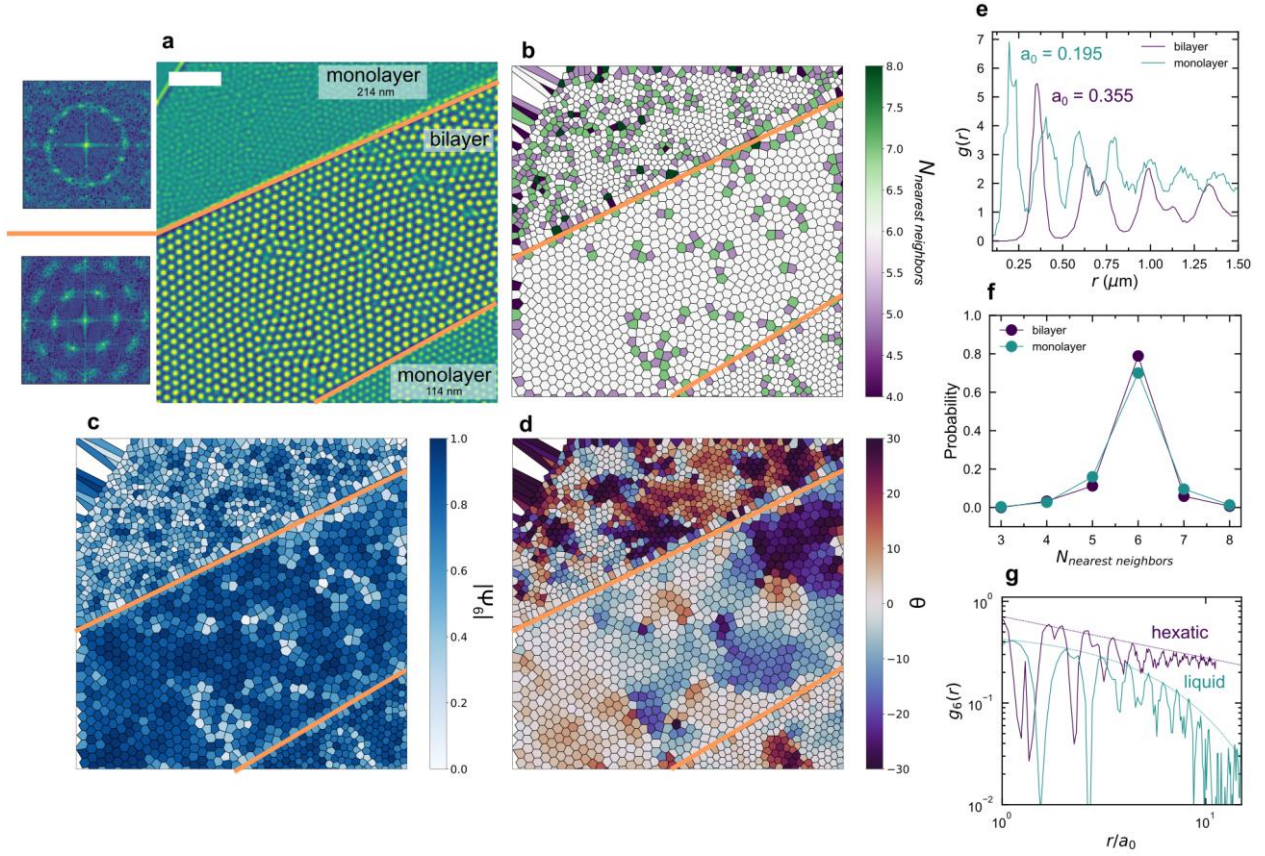 a
monolayer
214 nm
bilayer
monolayer
114 nm
b
8.0
7.5
7.0
6.5
6.0
5.5
5.0
4.5
4.0
N nearest neighbors
c
1.0
0.8
0.6
0.4
0.2
0.0
|Ψ6|
d
30
20
10
0
−10
−20
−30
θ
e
7
6
5
4
3
2
1
0
g(r)
a0 = 0.195
a0 = 0.355
bilayer
monolayer
0.25 0.50 0.75 1.00 1.25 1.50
r (μm)
f
1.0
0.8
0.6
0.4
0.2
0.0
Probability
bilayer
monolayer
3 4 5 6 7 8
N nearest neighbors
g
10^0
10^−1
10^−2
g6(r)
hexatic
liquid
10^0 10^1
r/a0